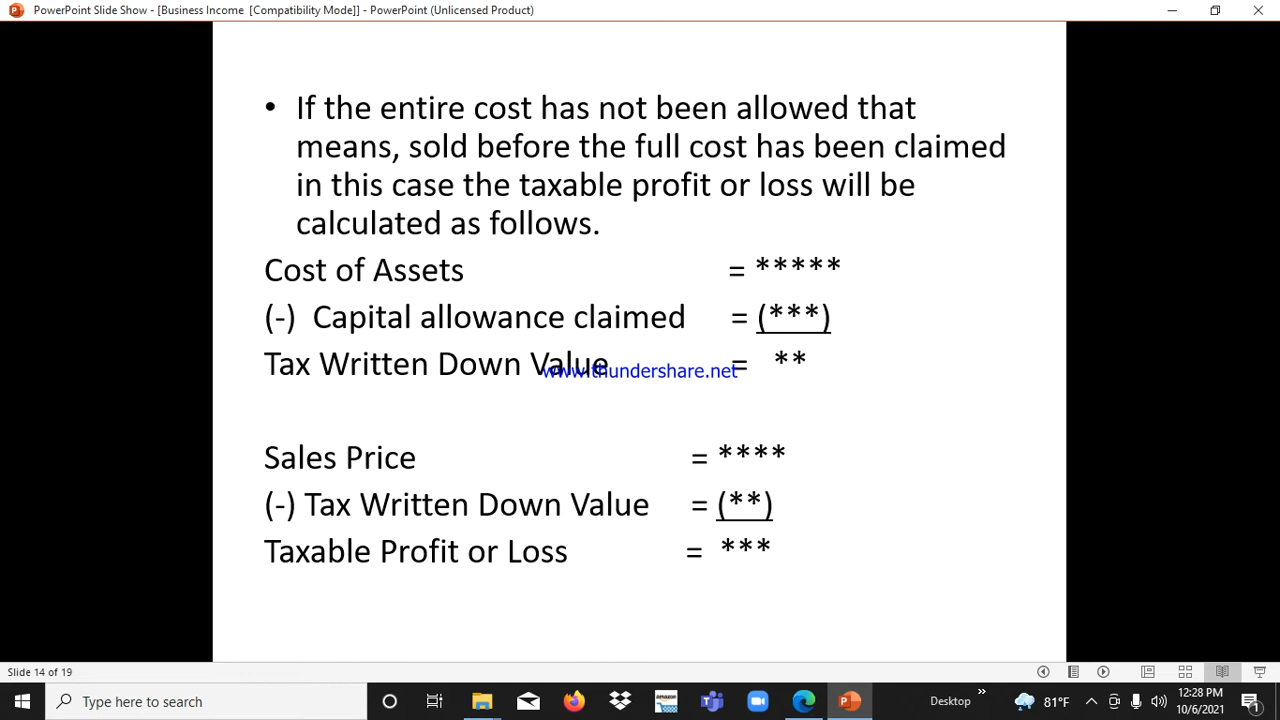 PowerPoint Slide Show - [Business Income [Compatibility Mode]] - PowerPoint (Unlicensed Product)
• If the entire cost has not been allowed that
means, sold before the full cost has been claimed
in this case the taxable profit or loss will be
calculated as follows.
Cost of Assets = *****
(-) Capital allowance claimed = (***)
Tax Written Down Value = **
www.thundershare.net
Sales Price = ****
(-) Tax Written Down Value = (**)
Taxable Profit or Loss = ***
Slide 14 of 19
Type here to search
amazon
Desktop
»
81°F
12:28 PM
10/6/2021
1